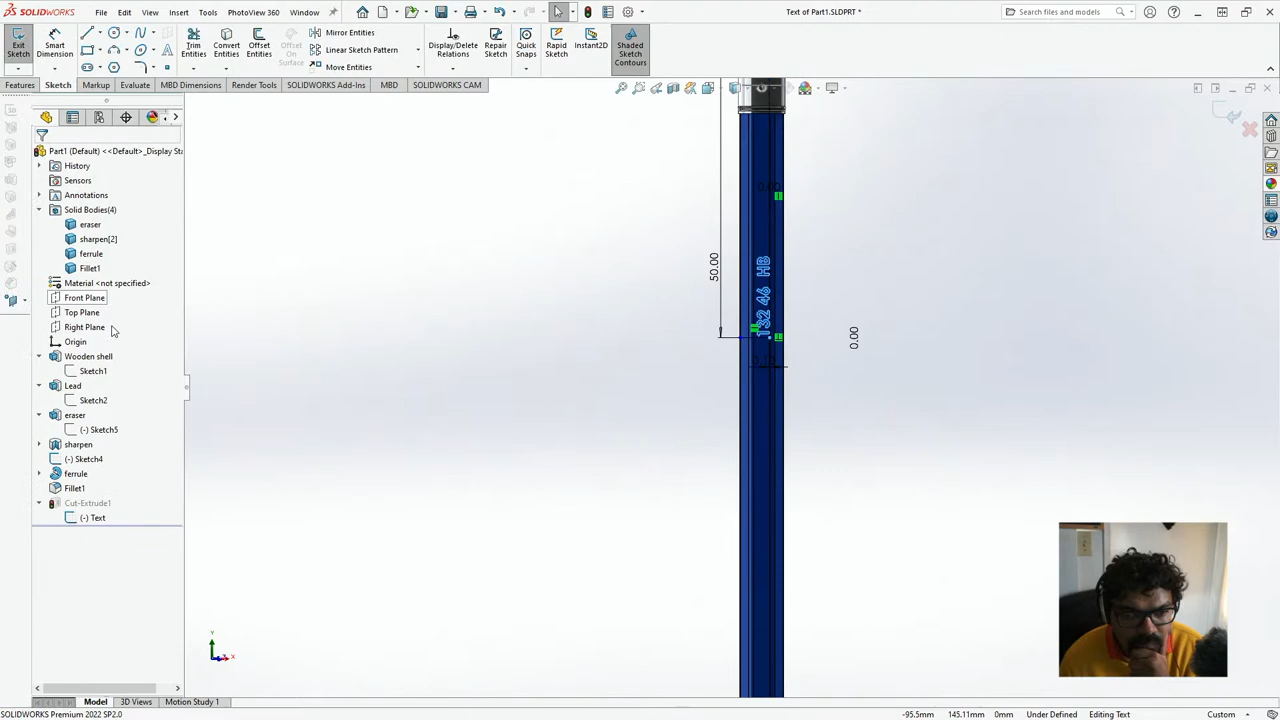 SOLIDWORKS
File
Edit
View
Insert
Tools
PhotoView 360
Window
Text of Part1.SLDPRT *
Search files and models
Exit Sketch
Smart Dimension
Trim Entities
Convert Entities
Offset Entities
Offset On Surface
Mirror Entities
Linear Sketch Pattern
Move Entities
Display/Delete Relations
Repair Sketch
Quick Snaps
Rapid Sketch
Instant2D
Shaded Sketch Contours
Features
Sketch
Markup
Evaluate
MBD Dimensions
Render Tools
SOLIDWORKS Add-Ins
MBD
SOLIDWORKS CAM
Part1 (Default) <<Default>_Display Sta
History
Sensors
Annotations
Solid Bodies(4)
eraser
sharpen[2]
ferrule
Fillet1
Material <not specified>
Front Plane
Top Plane
Right Plane
Origin
Wooden shell
Sketch1
Lead
Sketch2
eraser
(-) Sketch5
sharpen
(-) Sketch4
ferrule
Fillet1
Cut-Extrude1
(-) Text
0.00
50.00
132 46 HB
0.00
Y
X
Model
3D Views
Motion Study 1
SOLIDWORKS Premium 2022 SP2.0
-95.5mm
145.11mm
0mm
Under Defined
Editing Text
Custom